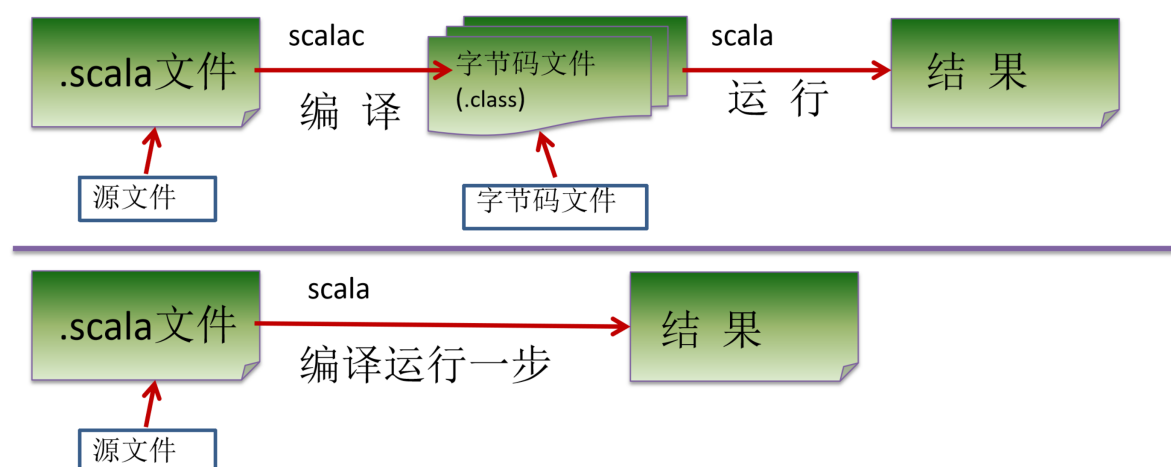 .scala文件
scalac
编 译
字节码文件
(.class)
scala
运 行
结 果
源文件
字节码文件
.scala文件
scala
编译运行一步
结 果
源文件